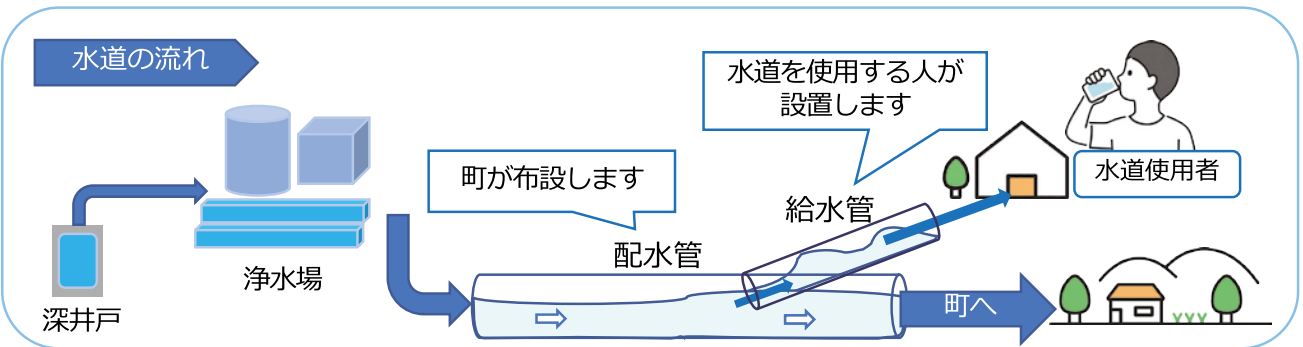 水道の流れ
水道を使用する人が
設置します
町が布設します
水道使用者
給水管
配水管
浄水場
深井戸
町へ